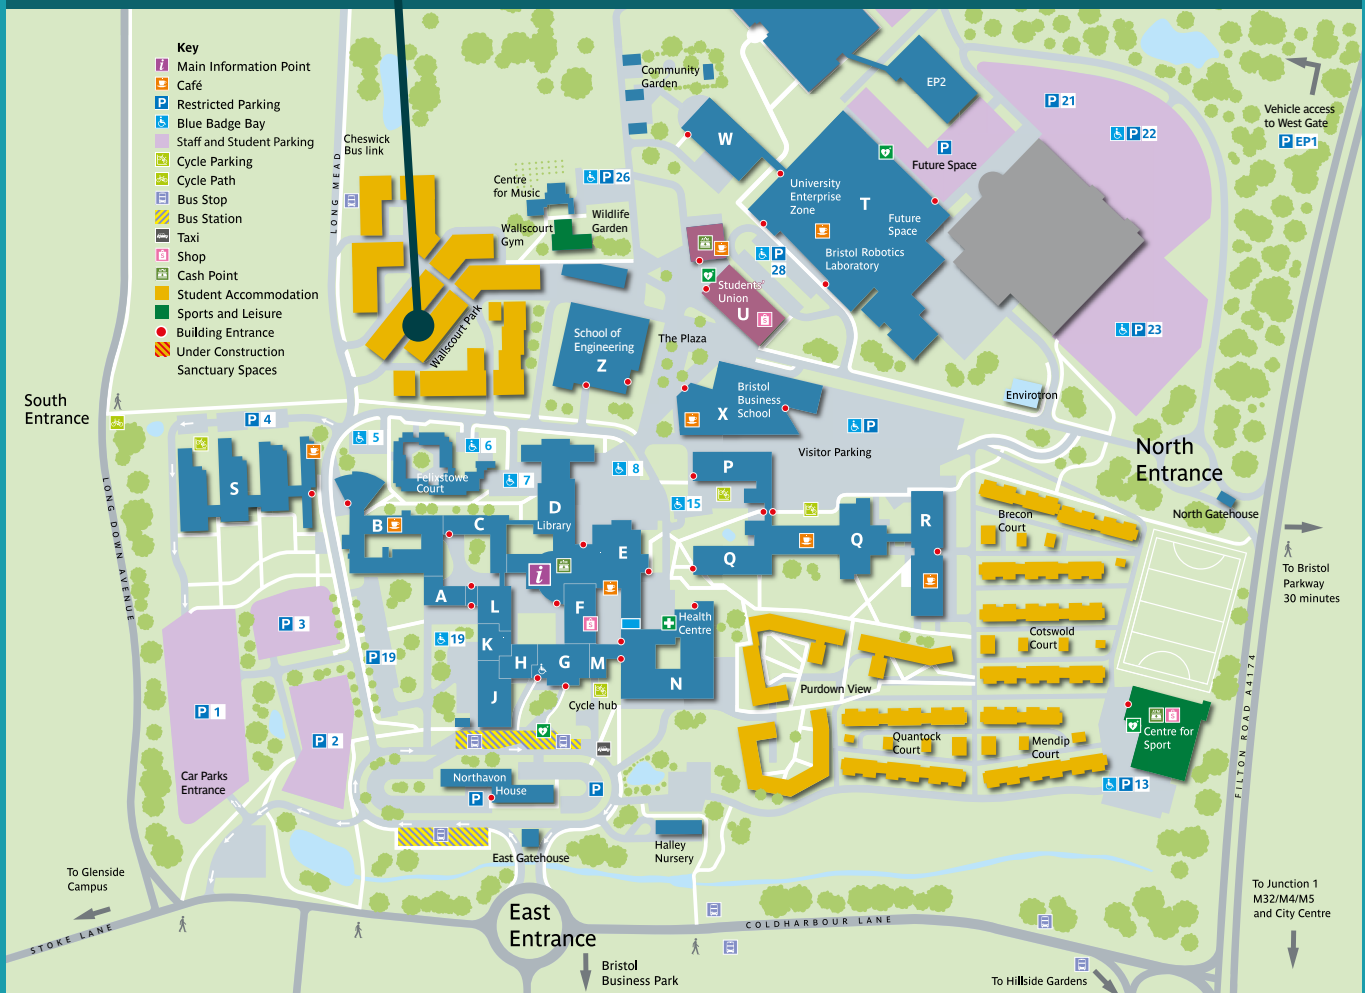 Key
Main Information Point
Café
P Restricted Parking
Blue Badge Bay
Staff and Student Parking
Cycle Parking
Cycle Path
Bus Stop
Bus Station
Taxi
Shop
Cash Point
Student Accommodation
Sports and Leisure
Building Entrance
Under Construction
Sanctuary Spaces
Cheswick
Bus link
LONG MEAD
Community
Garden
EP2
P 21
P 22
Vehicle access
to West Gate
P EP1
W
P
Future Space
Centre
for Music
P 26
Wildlife
Garden
Wallscourt
Gym
University
Enterprise
Zone
T
Future
Space
Bristol Robotics
Laboratory
P
28
Students'
Union
U
P 23
Wallscourt Park
School of
Engineering
Z
The Plaza
Bristol
Business
School
X
Envirotron
South
Entrance
P 4
5
6
7
8
P
Visitor Parking
North
Entrance
North Gatehouse
S
Felixstowe
Court
D
Library
P
15
B
C
E
Q
Q
R
Brecon
Court
To Bristol
Parkway
30 minutes
LONG DOWN AVENUE
A
L
F
i
Health
Centre
Cotswold
Court
P 3
19
P 19
K
H
G
M
N
J
Cycle hub
Purdown View
P 1
P 2
Quantock
Court
Mendip
Court
Centre for
Sport
P 13
FILTON ROAD A4174
Car Parks
Entrance
Northavon
House
P
P
East Gatehouse
Halley
Nursery
To Glenside
Campus
STOKE LANE
East
Entrance
COLDHARBOUR LANE
To Junction 1
M32/M4/M5
and City Centre
Bristol
Business Park
To Hillside Gardens